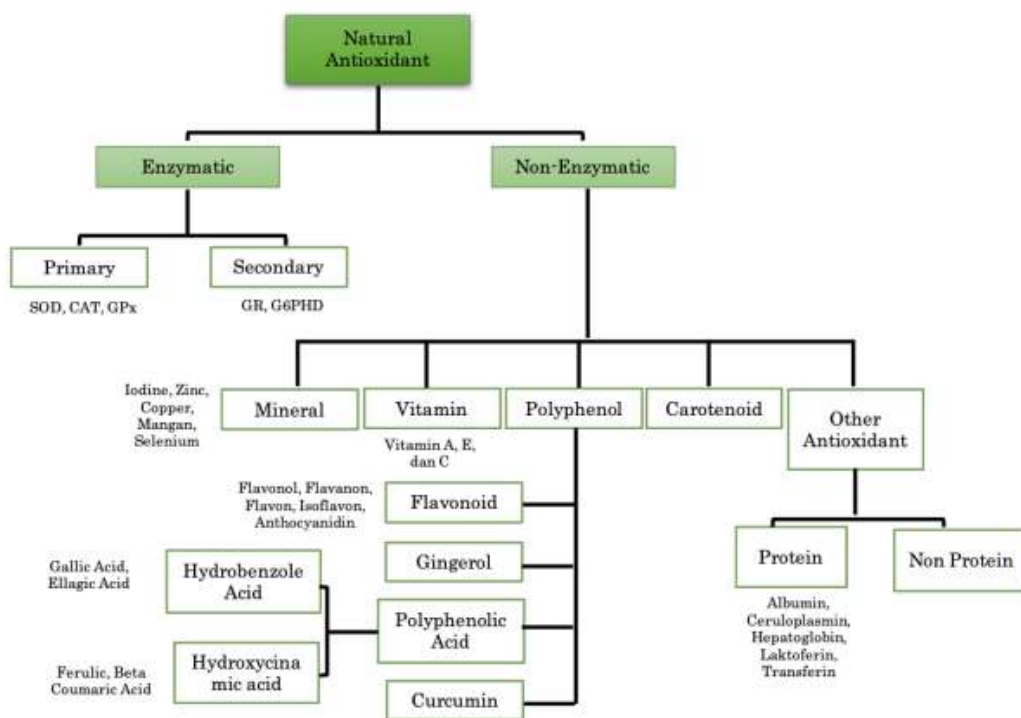 Natural
Antioxidant
Enzymatic
Non-Enzymatic
Primary
Secondary
SOD, CAT, GPx
GR, G6PHD
Iodine, Zinc,
Copper,
Mangan,
Selenium
Mineral
Vitamin
Polyphenol
Carotenoid
Other
Antioxidant
Vitamin A, E,
dan C
Flavonol, Flavanon,
Flavon, Isoflavon,
Anthocyanidin
Flavonoid
Gingerol
Protein
Non Protein
Albumin,
Ceruloplasmin,
Hepatoglobin,
Laktoferin,
Transferin
Gallic Acid,
Ellagic Acid
Hydrobenzole
Acid
Polyphenolic
Acid
Ferulic, Beta
Coumaric Acid
Hydroxycina
mic acid
Curcumin